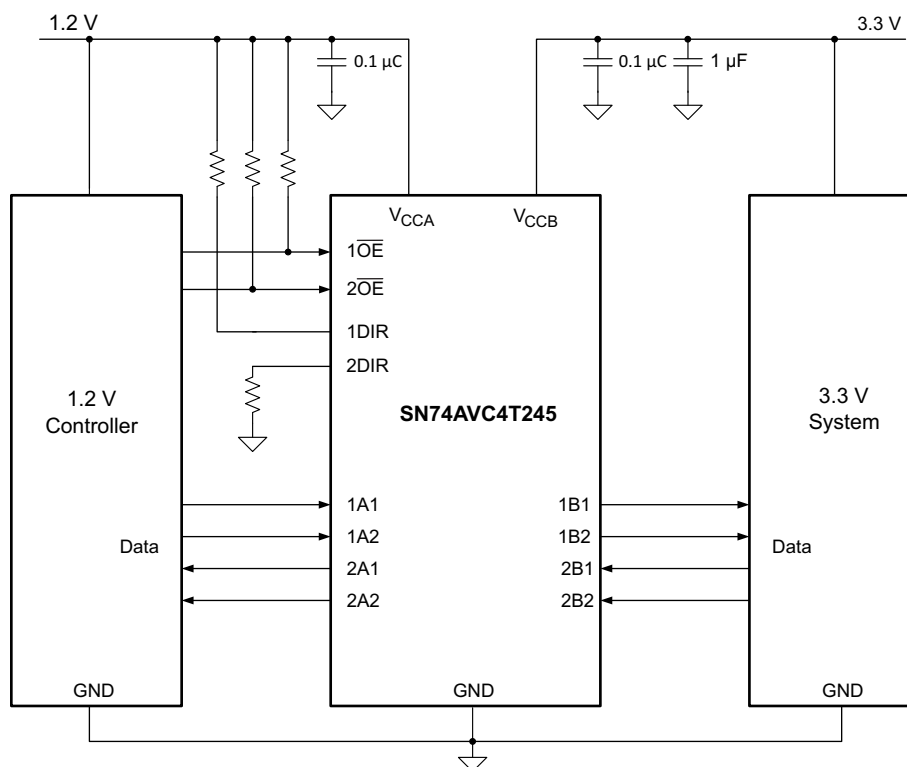 1.2 V
3.3 V
0.1 µC
0.1 µC
1 µF
VCCA
VCCB
1OE
2OE
1DIR
2DIR
SN74AVC4T245
1.2 V
Controller
3.3 V
System
1A1
1B1
1A2
1B2
Data
Data
2A1
2B1
2A2
2B2
GND
GND
GND